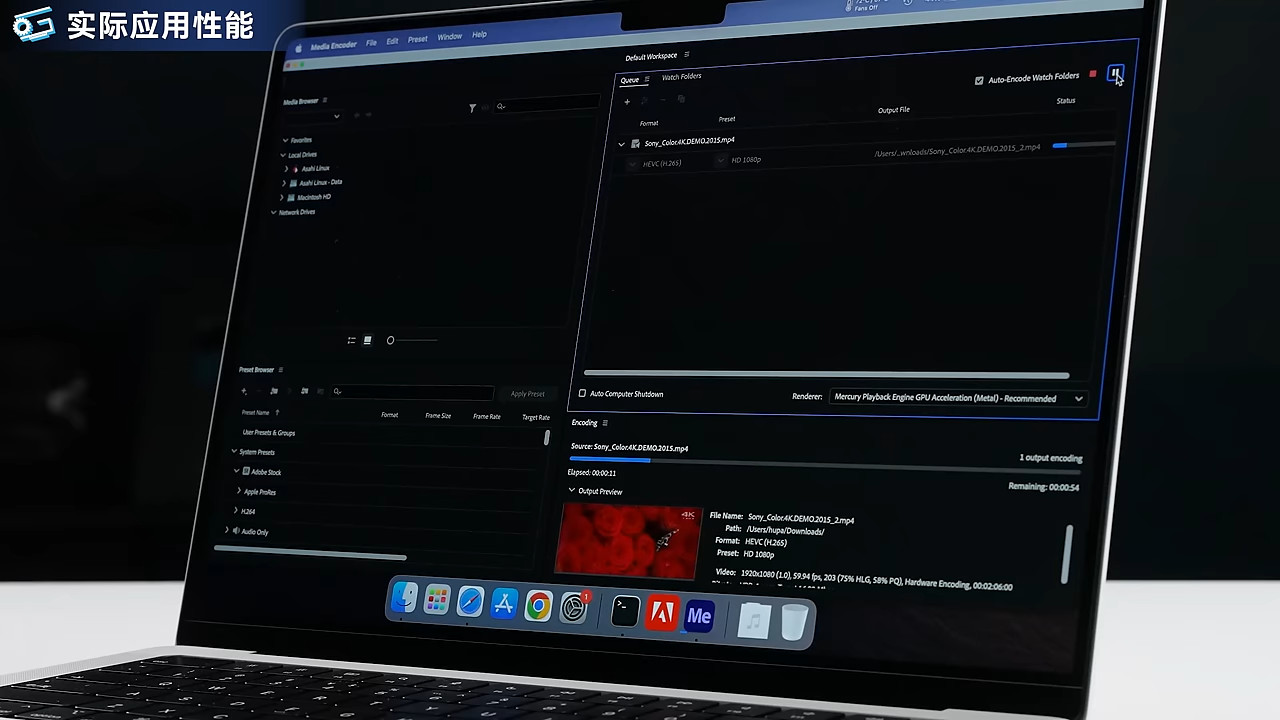 实际应用性能
Media Encoder File Edit Preset Window Help
Fans Off
Default Workspace
Queue Watch Folders
Auto-Encode Watch Folders
Format Preset Output File Status
Sony_Color.4K.DEMO.2015.mp4
HEVC (H.265) HD 1080p /Users/_wnloads/Sony_Color.4K.DEMO.2015_2.mp4
Media Browser
Favorites
Local Drives
Asahi Linux
Asahi Linux - Data
Macintosh HD
Network Drives
Auto Computer Shutdown
Renderer: Mercury Playback Engine GPU Acceleration (Metal) - Recommended
Preset Browser
Apply Preset
Preset Name Format Frame Size Frame Rate Target Rate
User Presets & Groups
System Presets
Adobe Stock
Apple ProRes
H.264
Audio Only
Encoding
Source: Sony_Color.4K.DEMO.2015.mp4
1 output encoding
Elapsed: 00:00:11
Remaining: 00:00:54
Output Preview
4K
File Name: Sony_Color.4K.DEMO.2015_2.mp4
Path: /Users/hupa/Downloads/
Format: HEVC (H.265)
Preset: HD 1080p
Video: 1920x1080 (1.0), 59.94 fps, 203 (75% HLG, 58% PQ), Hardware Encoding, 00:02:06:00
1
Me